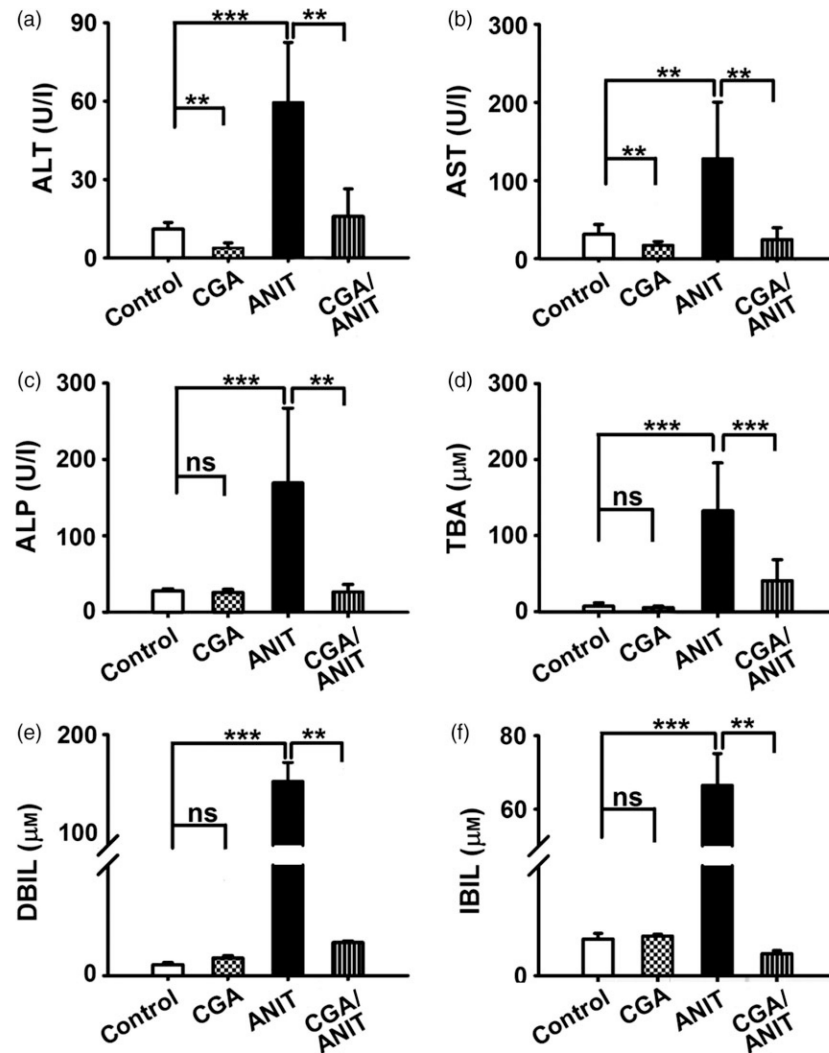 (a)
ALT (U/l)
90
60
30
0
***
**
**
Control
CGA
ANIT
CGA/
ANIT
(b)
AST (U/l)
300
200
100
0
**
**
**
Control
CGA
ANIT
CGA/
ANIT
(c)
ALP (U/l)
300
200
100
0
***
**
ns
Control
CGA
ANIT
CGA/
ANIT
(d)
TBA (μM)
300
200
100
0
***
***
ns
Control
CGA
ANIT
CGA/
ANIT
(e)
DBIL (μM)
200
100
0
***
**
ns
Control
CGA
ANIT
CGA/
ANIT
(f)
IBIL (μM)
80
60
0
***
**
ns
Control
CGA
ANIT
CGA/
ANIT